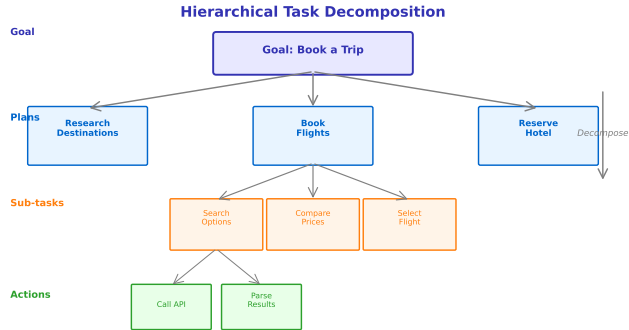 Hierarchical Task Decomposition
Goal
Goal: Book a Trip
Plans
Research
Destinations
Book
Flights
Reserve
Hotel
Decompose
Sub-tasks
Search
Options
Compare
Prices
Select
Flight
Actions
Call API
Parse
Results